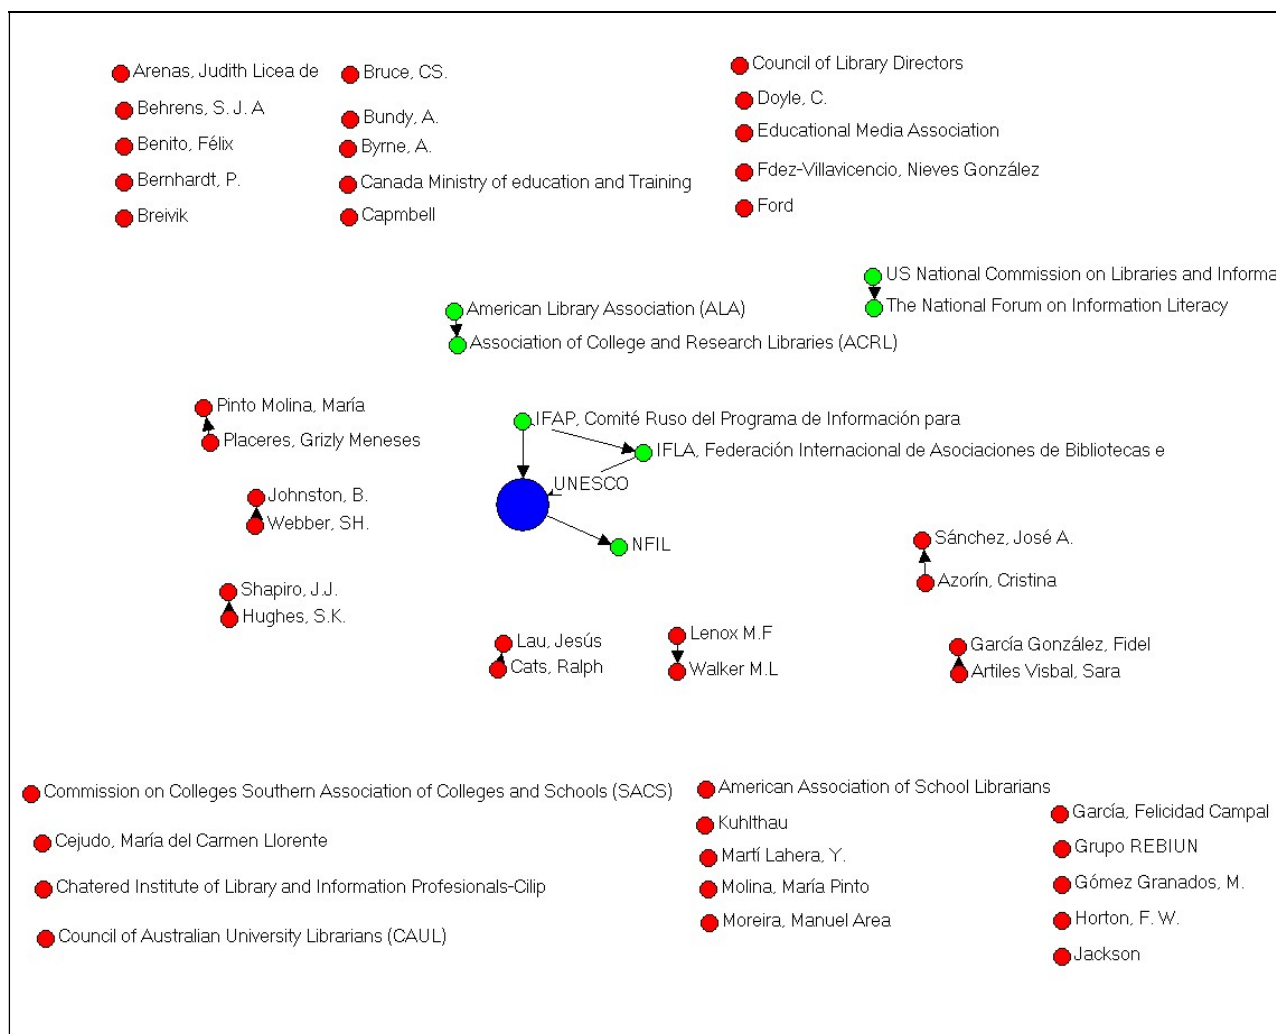 Arenas, Judith Licea de
Behrens, S. J. A
Benito, Félix
Bernhardt, P.
Breivik
Bruce, CS.
Bundy, A.
Byrne, A.
Canada Ministry of education and Training
Capmbell
Council of Library Directors
Doyle, C.
Educational Media Association
Fdez-Villavicencio, Nieves González
Ford
US National Commission on Libraries and Informa
The National Forum on Information Literacy
American Library Association (ALA)
Association of College and Research Libraries (ACRL)
Pinto Molina, María
Placeres, Grizly Meneses
IFAP, Comité Ruso del Programa de Información para
IFLA, Federación Internacional de Asociaciones de Bibliotecas e
UNESCO
NFIL
Johnston, B.
Webber, SH.
Sánchez, José A.
Azorín, Cristina
Shapiro, J.J.
Hughes, S.K.
Lau, Jesús
Cats, Ralph
Lenox M.F
Walker M.L
García González, Fidel
Artiles Visbal, Sara
Commission on Colleges Southern Association of Colleges and Schools (SACS)
Cejudo, María del Carmen Llorente
Chatered Institute of Library and Information Profesionals-Cilip
Council of Australian University Librarians (CAUL)
American Association of School Librarians
Kuhlthau
Martí Lahera, Y.
Molina, María Pinto
Moreira, Manuel Area
García, Felicidad Campal
Grupo REBIUN
Gómez Granados, M.
Horton, F. W.
Jackson